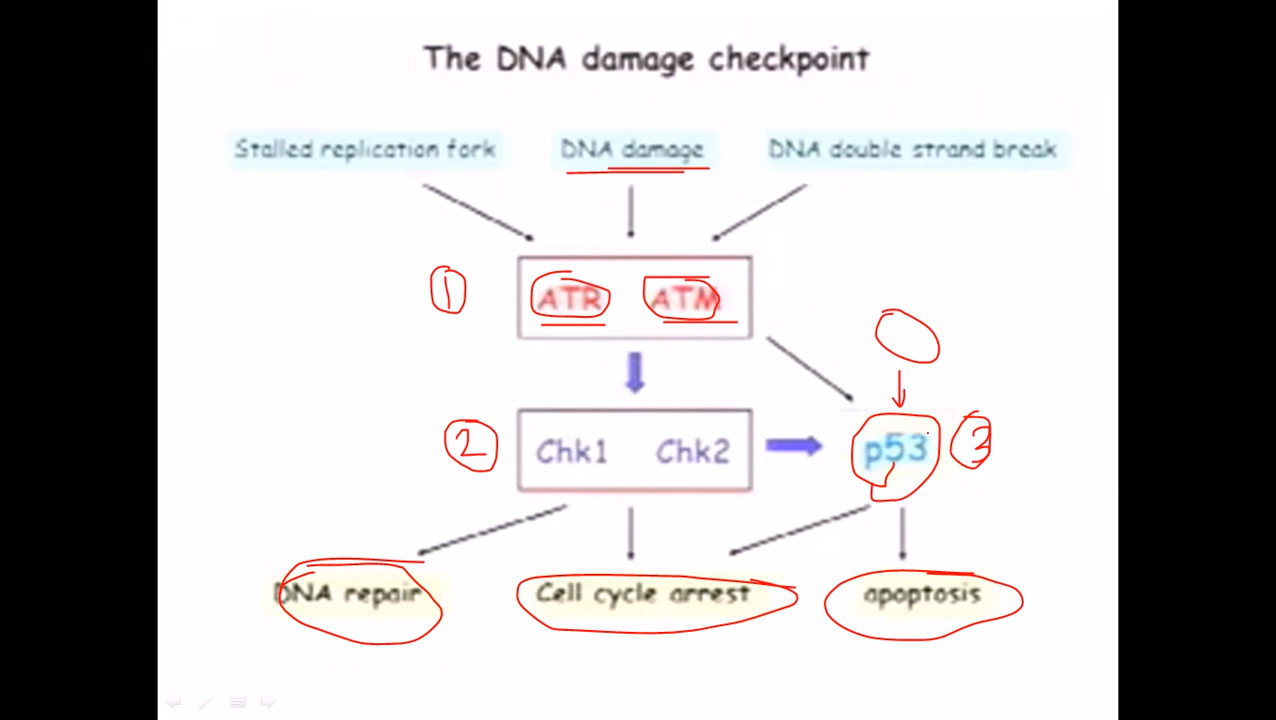 The DNA damage checkpoint
Stalled replication fork DNA damage DNA double strand break
1 ATR ATM
2 Chk1 Chk2 p53 3
DNA repair Cell cycle arrest apoptosis